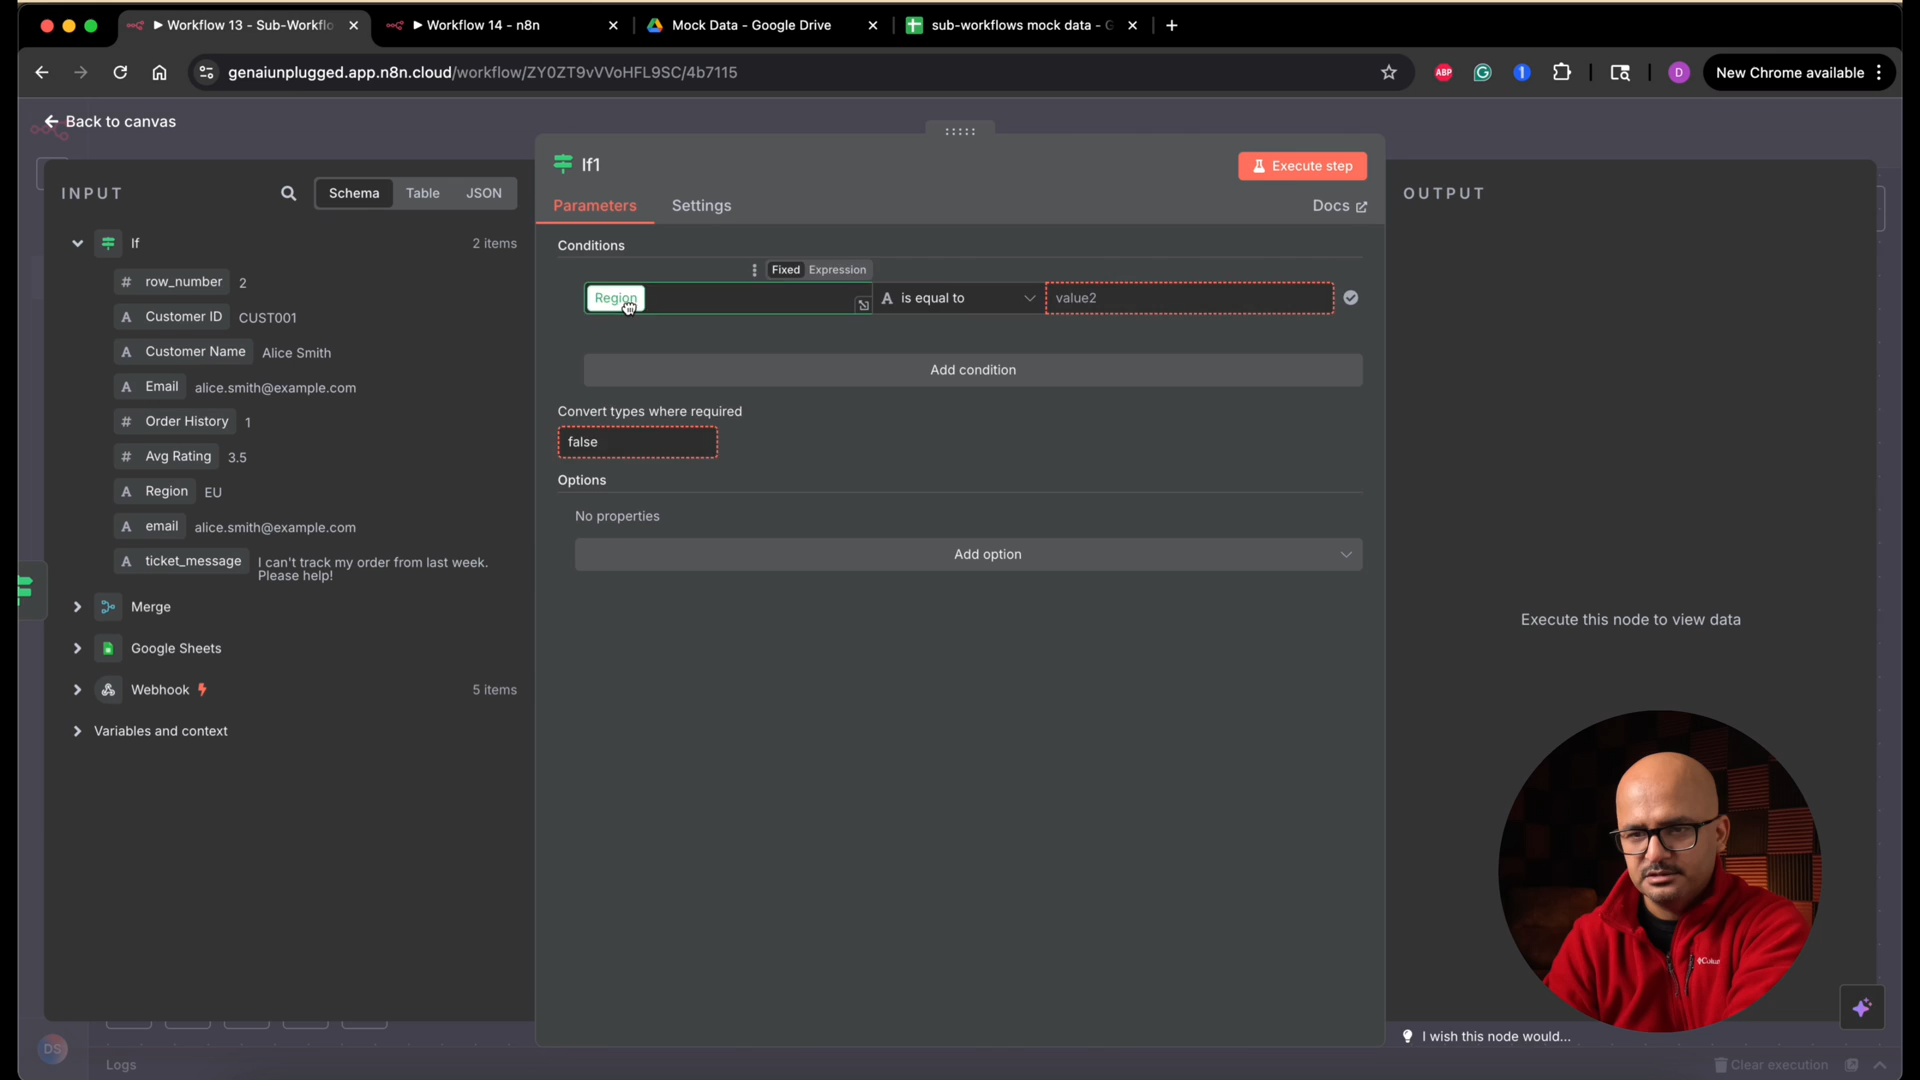 Workflow 13 - Sub-Workflo
Workflow 14 - n8n
Mock Data - Google Drive
sub-workflows mock data - G
genaiunplugged.app.n8n.cloud/workflow/ZY0ZT9vVVoHFL9SC/4b7115
ABP
D
New Chrome available
Back to canvas
INPUT
Schema
Table
JSON
If
2 items
# row_number 2
A Customer ID CUST001
A Customer Name Alice Smith
A Email alice.smith@example.com
# Order History 1
# Avg Rating 3.5
A Region EU
A email alice.smith@example.com
A ticket_message I can't track my order from last week.
Please help!
Merge
Google Sheets
Webhook
5 items
Variables and context
If1
Execute step
Parameters
Settings
Docs
Conditions
Fixed Expression
Region
A is equal to
value2
Add condition
Convert types where required
false
Options
No properties
Add option
OUTPUT
Execute this node to view data
I wish this node would...
DS
Logs
Clear execution